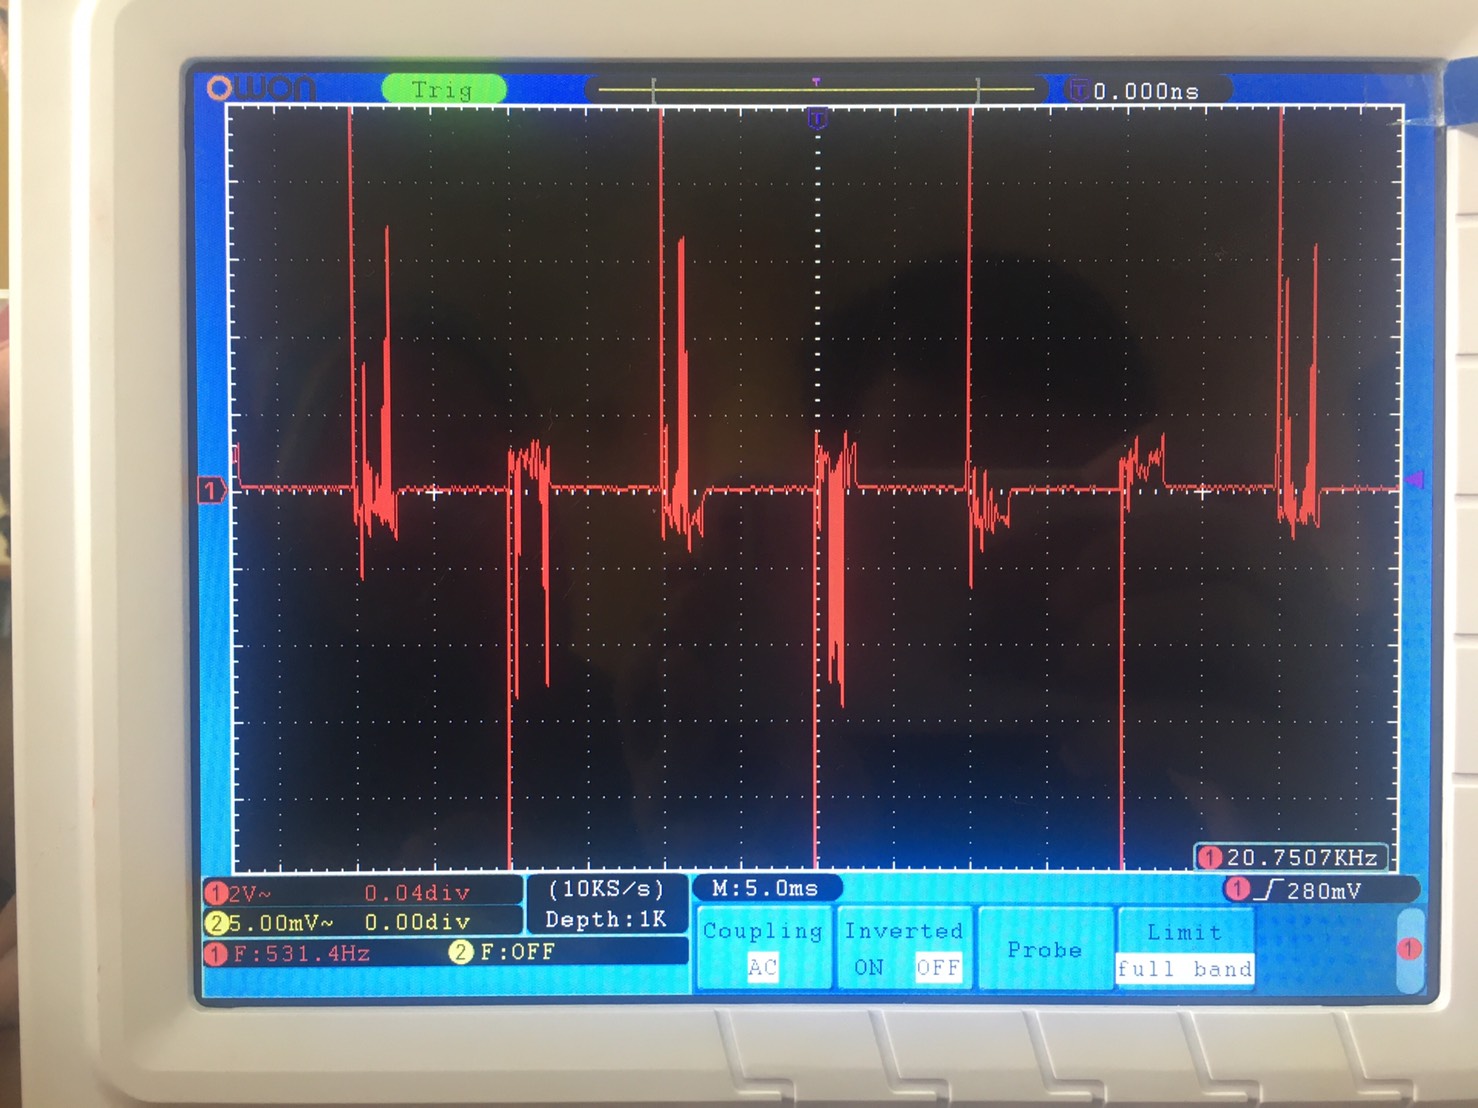 OWON
Trig
T
T 0.000ns
T
1
1 20.7507KHz
1 2V~ 0.04div
2 5.00mV~ 0.00div
1 F:531.4Hz 2 F:OFF
(10KS/s)
Depth:1K
M:5.0ms
1 280mV
Coupling
AC
Inverted
ON OFF
Probe
Limit
full band
1